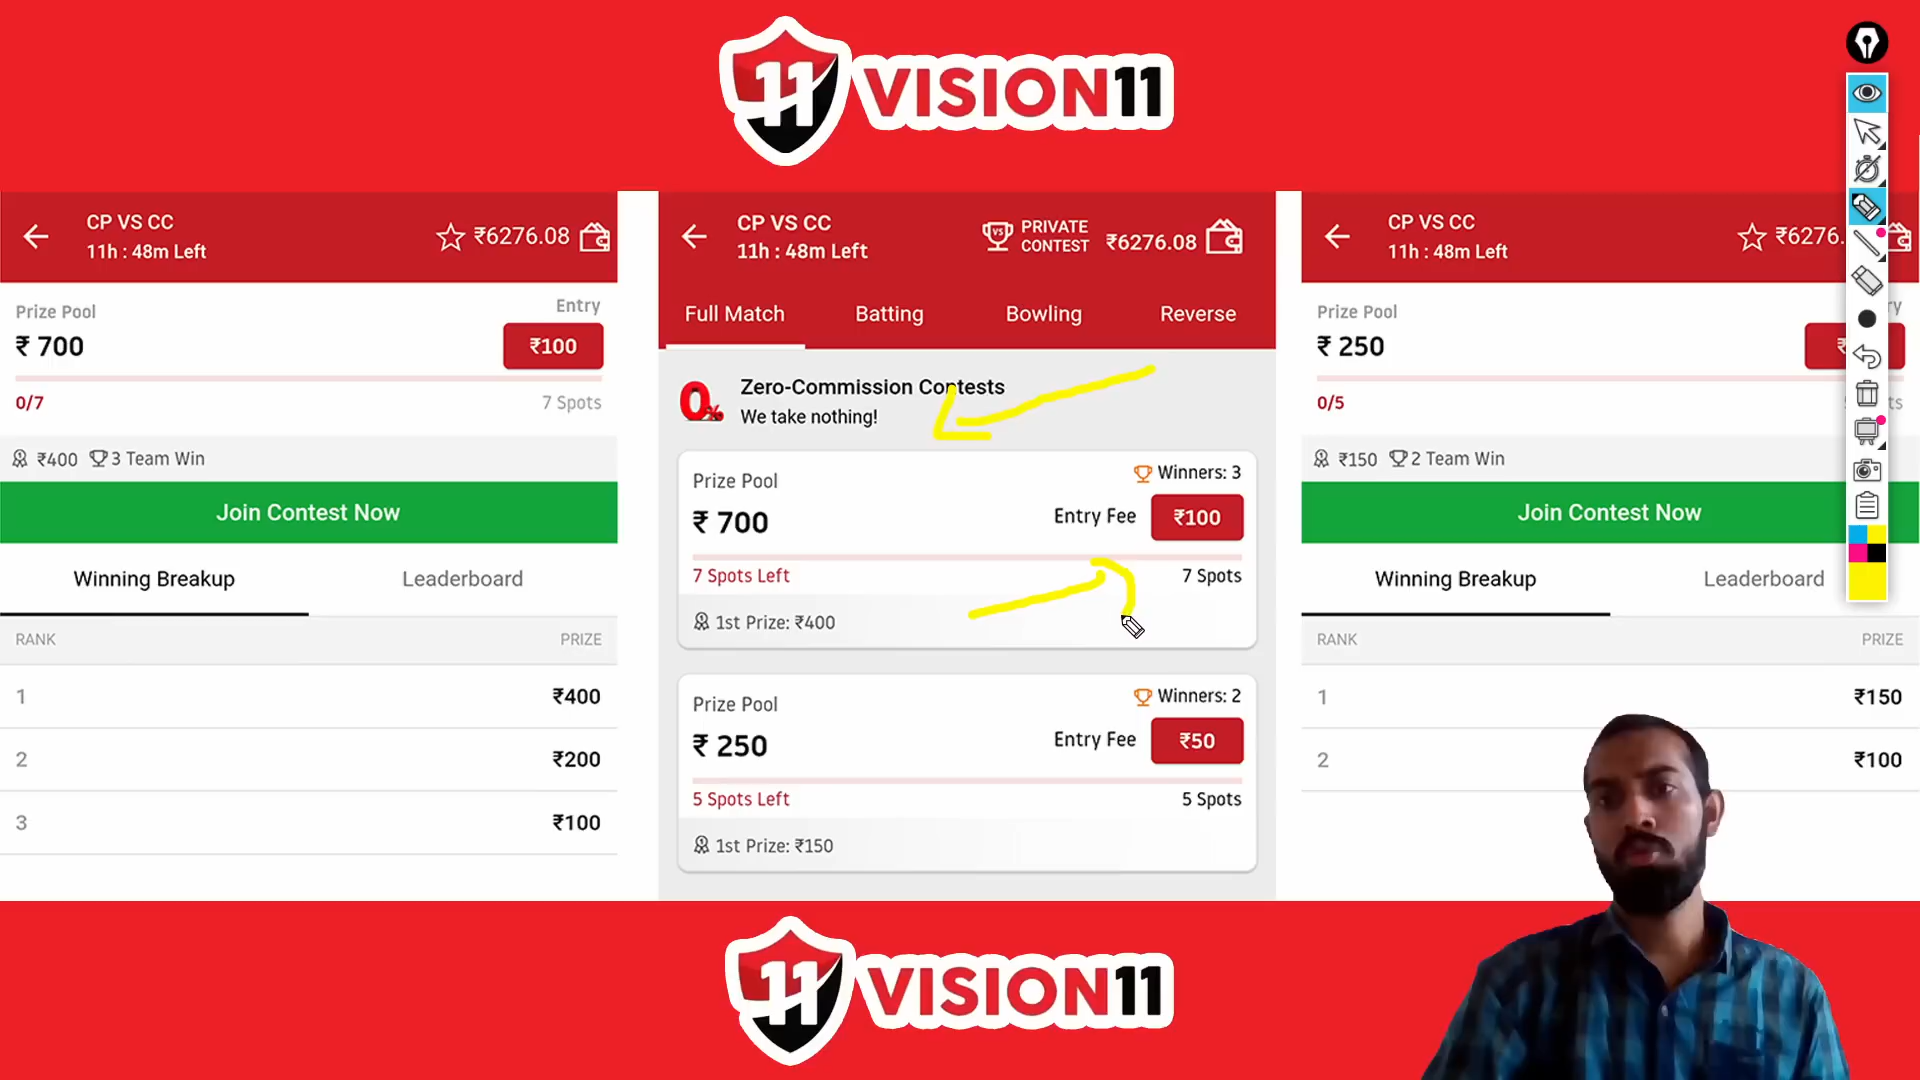 11 VISION11
CP VS CC
11h : 48m Left
₹6276.08
Prize Pool
Entry
₹ 700
₹100
0/7
7 Spots
₹400
3 Team Win
Join Contest Now
Winning Breakup
Leaderboard
RANK
PRIZE
1
₹400
2
₹200
3
₹100
CP VS CC
11h : 48m Left
VS
PRIVATE
CONTEST
₹6276.08
Full Match
Batting
Bowling
Reverse
0%
Zero-Commission Contests
We take nothing!
Prize Pool
Winners: 3
₹ 700
Entry Fee
₹100
7 Spots Left
7 Spots
1st Prize: ₹400
Prize Pool
Winners: 2
₹ 250
Entry Fee
₹50
5 Spots Left
5 Spots
1st Prize: ₹150
CP VS CC
11h : 48m Left
₹6276.
Prize Pool
₹ 250
0/5
₹150
2 Team Win
Join Contest Now
Winning Breakup
Leaderboard
RANK
PRIZE
1
₹150
2
₹100
11 VISION11